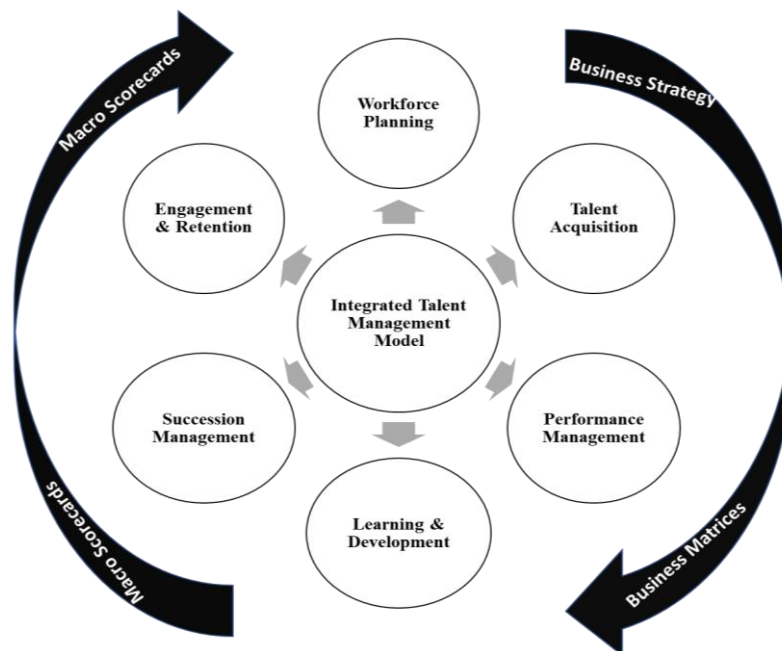 Macro Scorecards
Business Strategy
Workforce
Planning
Engagement
& Retention
Talent
Acquisition
Integrated Talent
Management
Model
Succession
Management
Performance
Management
Learning &
Development
Macro Scorecards
Business Matrices